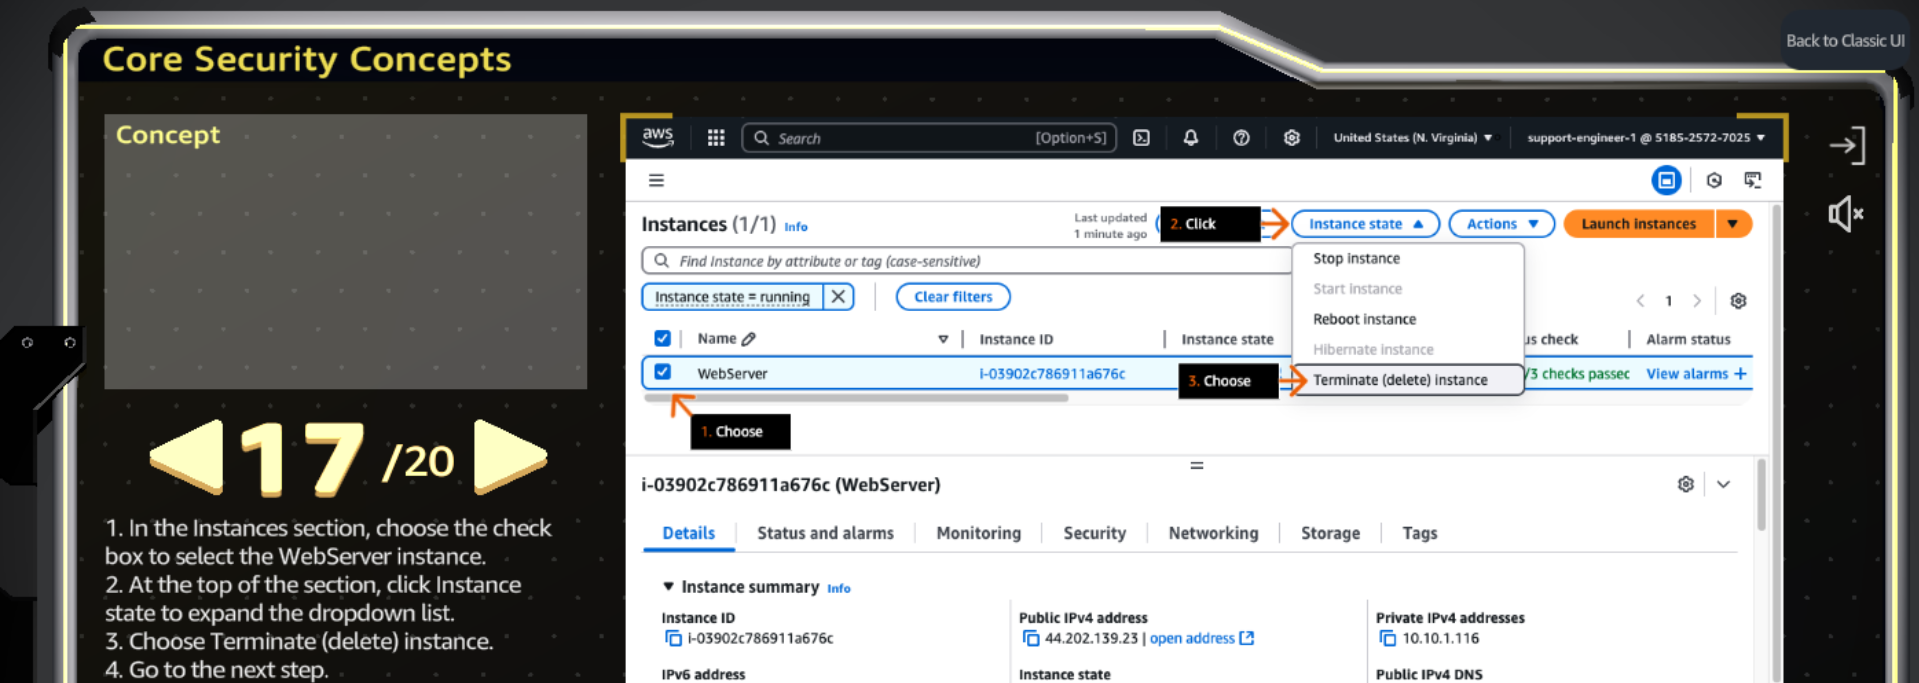 Back to Classic UI
Core Security Concepts
Concept
17 /20
1. In the Instances section, choose the check
box to select the WebServer instance.
2. At the top of the section, click Instance
state to expand the dropdown list.
3. Choose Terminate (delete) instance.
4. Go to the next step.
aws
Search
[Option+S]
United States (N. Virginia)
support-engineer-1 @ 5185-2572-7025
Instances (1/1) Info
Last updated
1 minute ago
2. Click
Instance state
Actions
Launch instances
Find Instance by attribute or tag (case-sensitive)
Stop instance
Start instance
Reboot instance
Hibernate instance
Terminate (delete) instance
Instance state = running
Clear filters
1
Name
Instance ID
Instance state
us check
Alarm status
WebServer
i-03902c786911a676c
3. Choose
/3 checks passec
View alarms +
1. Choose
i-03902c786911a676c (WebServer)
Details
Status and alarms
Monitoring
Security
Networking
Storage
Tags
Instance summary Info
Instance ID
i-03902c786911a676c
Public IPv4 address
44.202.139.23 | open address
Private IPv4 addresses
10.10.1.116
IPv6 address
Instance state
Public IPv4 DNS